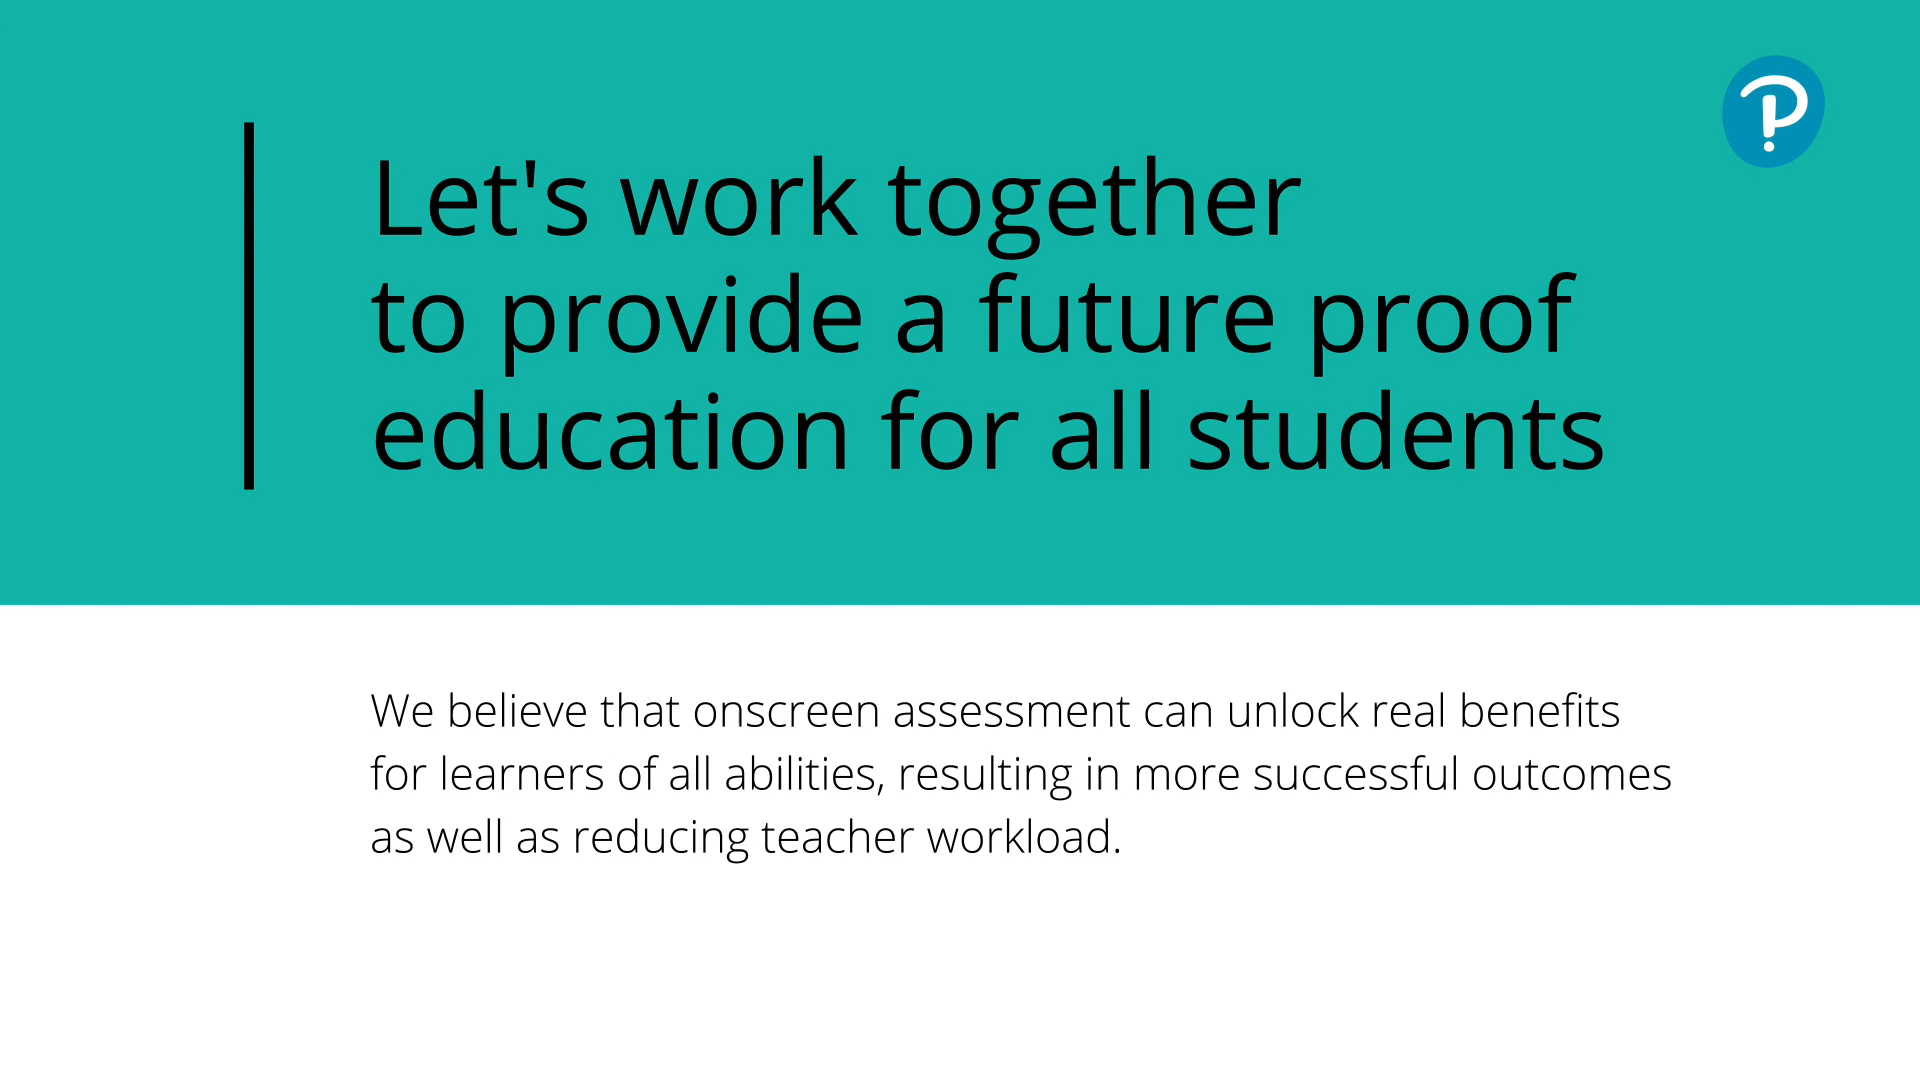 Let's work together
to provide a future proof
education for all students
We believe that onscreen assessment can unlock real benefits
for learners of all abilities, resulting in more successful outcomes
as well as reducing teacher workload.